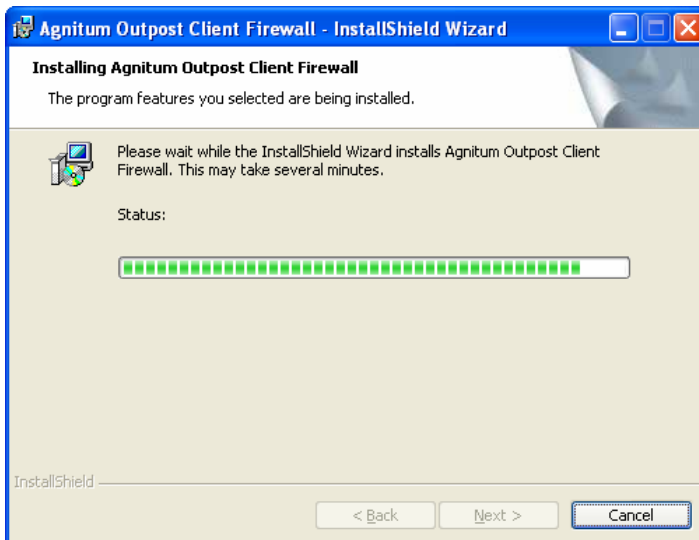 Agnitum Outpost Client Firewall - InstallShield Wizard
Installing Agnitum Outpost Client Firewall
The program features you selected are being installed.
Please wait while the InstallShield Wizard installs Agnitum Outpost Client
Firewall. This may take several minutes.
Status:
InstallShield
< Back Next > Cancel